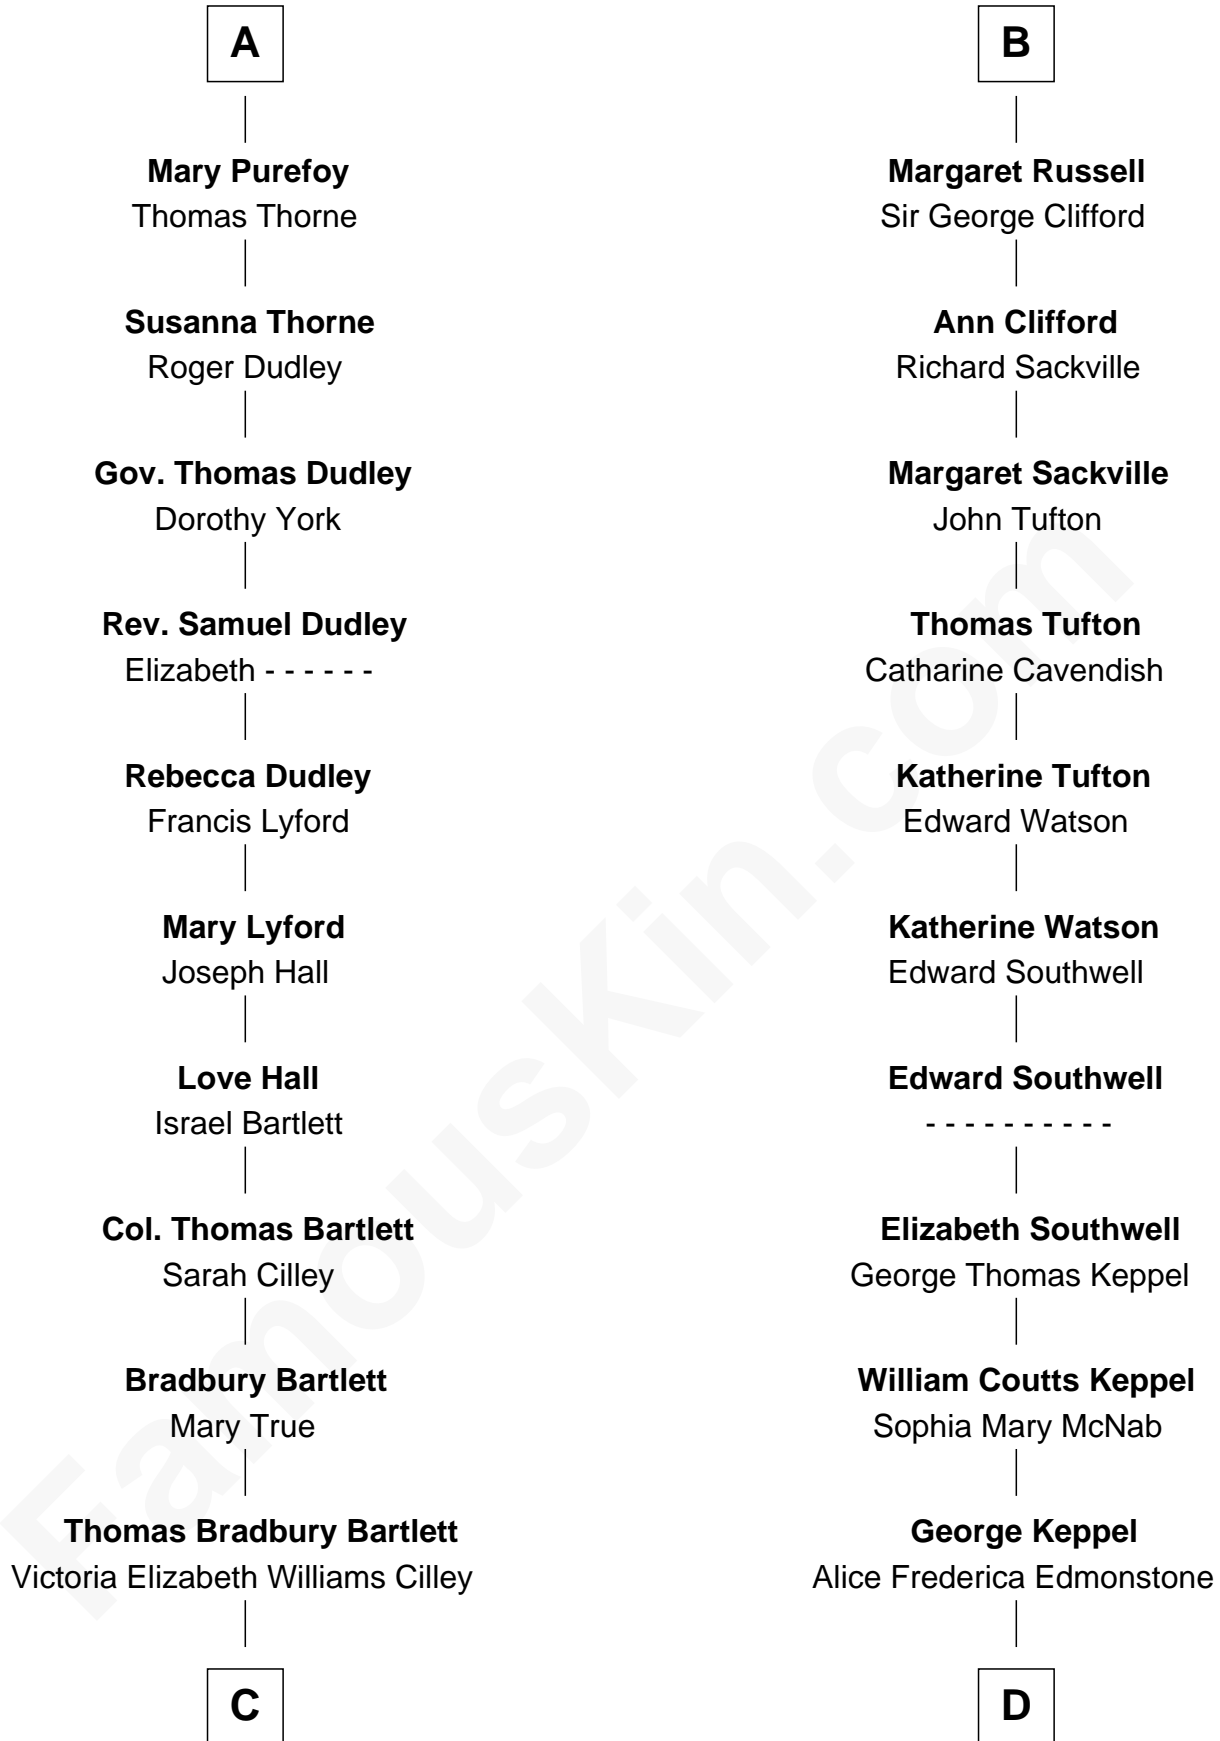 A
Mary Purefoy
Thomas Thorne
Susanna Thorne
Roger Dudley
Gov. Thomas Dudley
Dorothy York
Rev. Samuel Dudley
Elizabeth - - - - - -
Rebecca Dudley
Francis Lyford
Mary Lyford
Joseph Hall
Love Hall
Israel Bartlett
Col. Thomas Bartlett
Sarah Cilley
Bradbury Bartlett
Mary True
Thomas Bradbury Bartlett
Victoria Elizabeth Williams Cilley
C
B
Margaret Russell
Sir George Clifford
Ann Clifford
Richard Sackville
Margaret Sackville
John Tufton
Thomas Tufton
Catharine Cavendish
Katherine Tufton
Edward Watson
Katherine Watson
Edward Southwell
Edward Southwell
- - - - - - - - - -
Elizabeth Southwell
George Thomas Keppel
William Coutts Keppel
Sophia Mary McNab
George Keppel
Alice Frederica Edmonstone
D
FamousKin.com